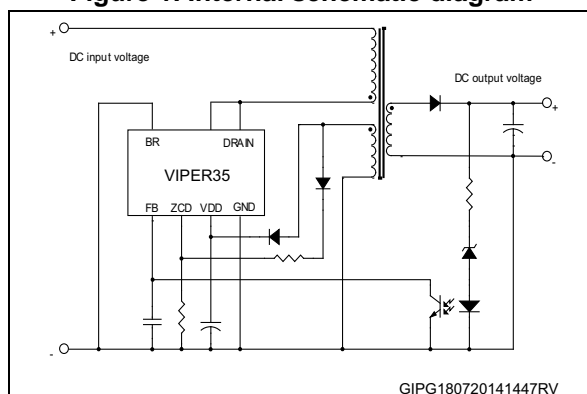 Figure 1. Internal schematic diagram
+
DC input voltage
DC output voltage
+
BR
DRAIN
-
VIPER35
FB
ZCD
VDD
GND
-
GIPG180720141447RV